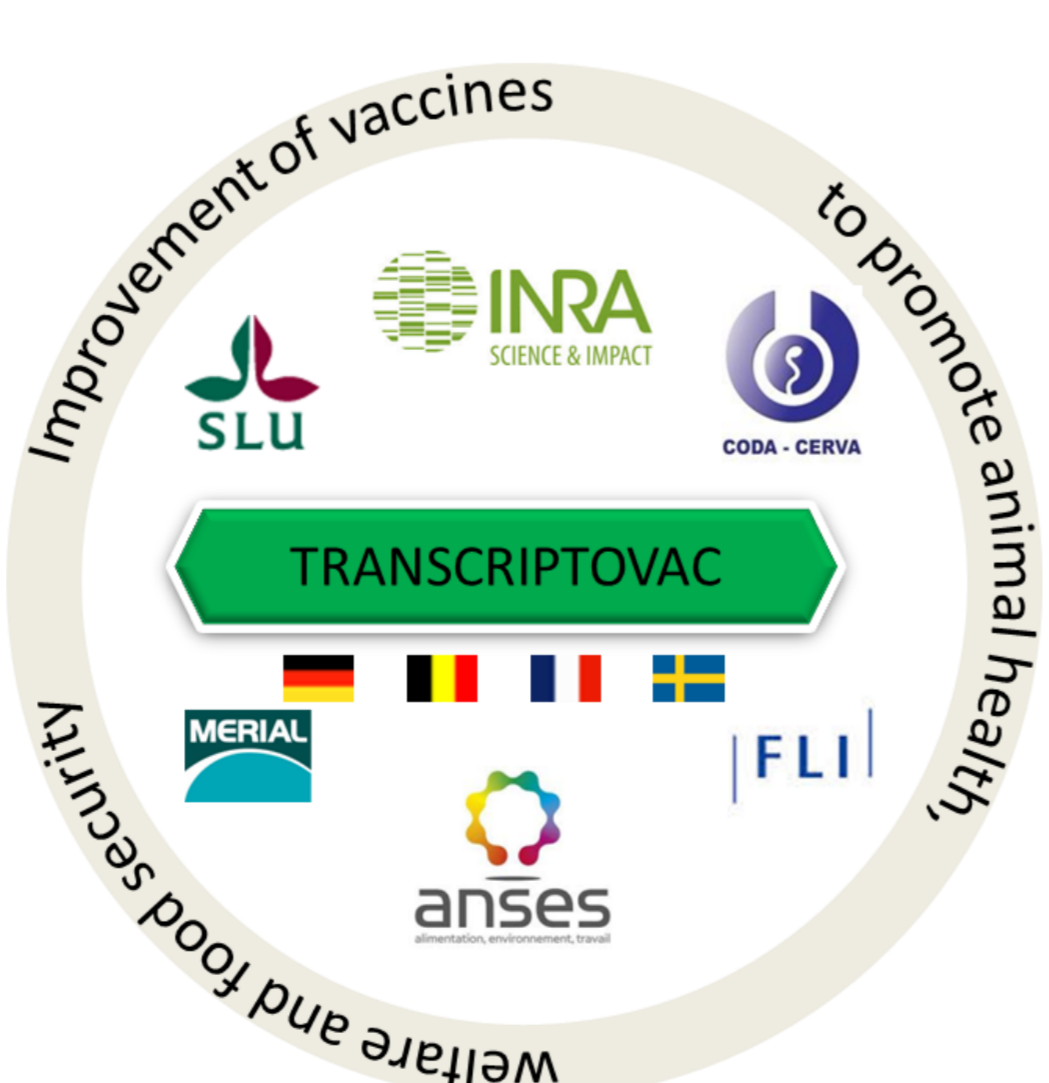 Improvement of vaccines
to promote animal health,
welfare and food security
INRA
SCIENCE & IMPACT
SLU
CODA - CERVA
TRANSCRIPTOVAC
MERIAL
FLI
anses
alimentation, environnement, travail